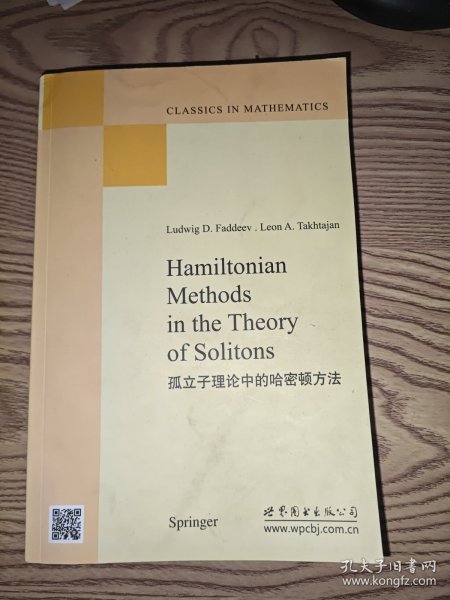 CLASSICS IN MATHEMATICS
Ludwig D. Faddeev . Leon A. Takhtajan
Hamiltonian
Methods
in the Theory
of Solitons
孤立子理论中的哈密顿方法
Springer
世界图书出版公司
www.wpcbj.com.cn
孔夫子旧书网
www.kongfz.com